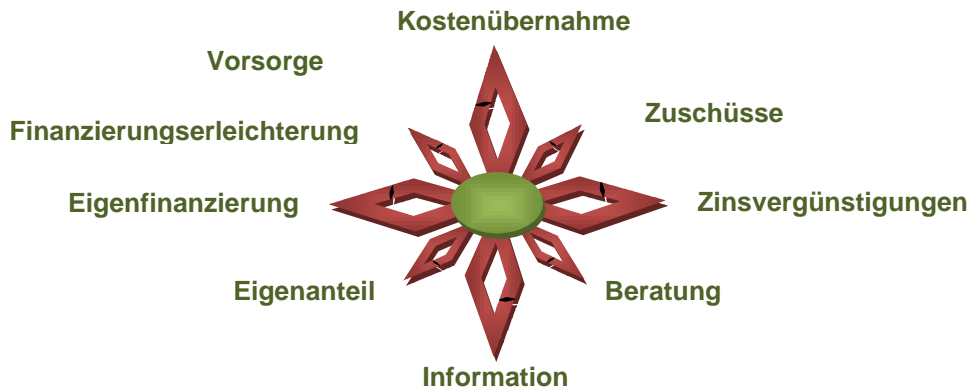 Kostenübernahme
Vorsorge
Zuschüsse
Finanzierungserleichterung
Eigenfinanzierung
Zinsvergünstigungen
Eigenanteil
Beratung
Information